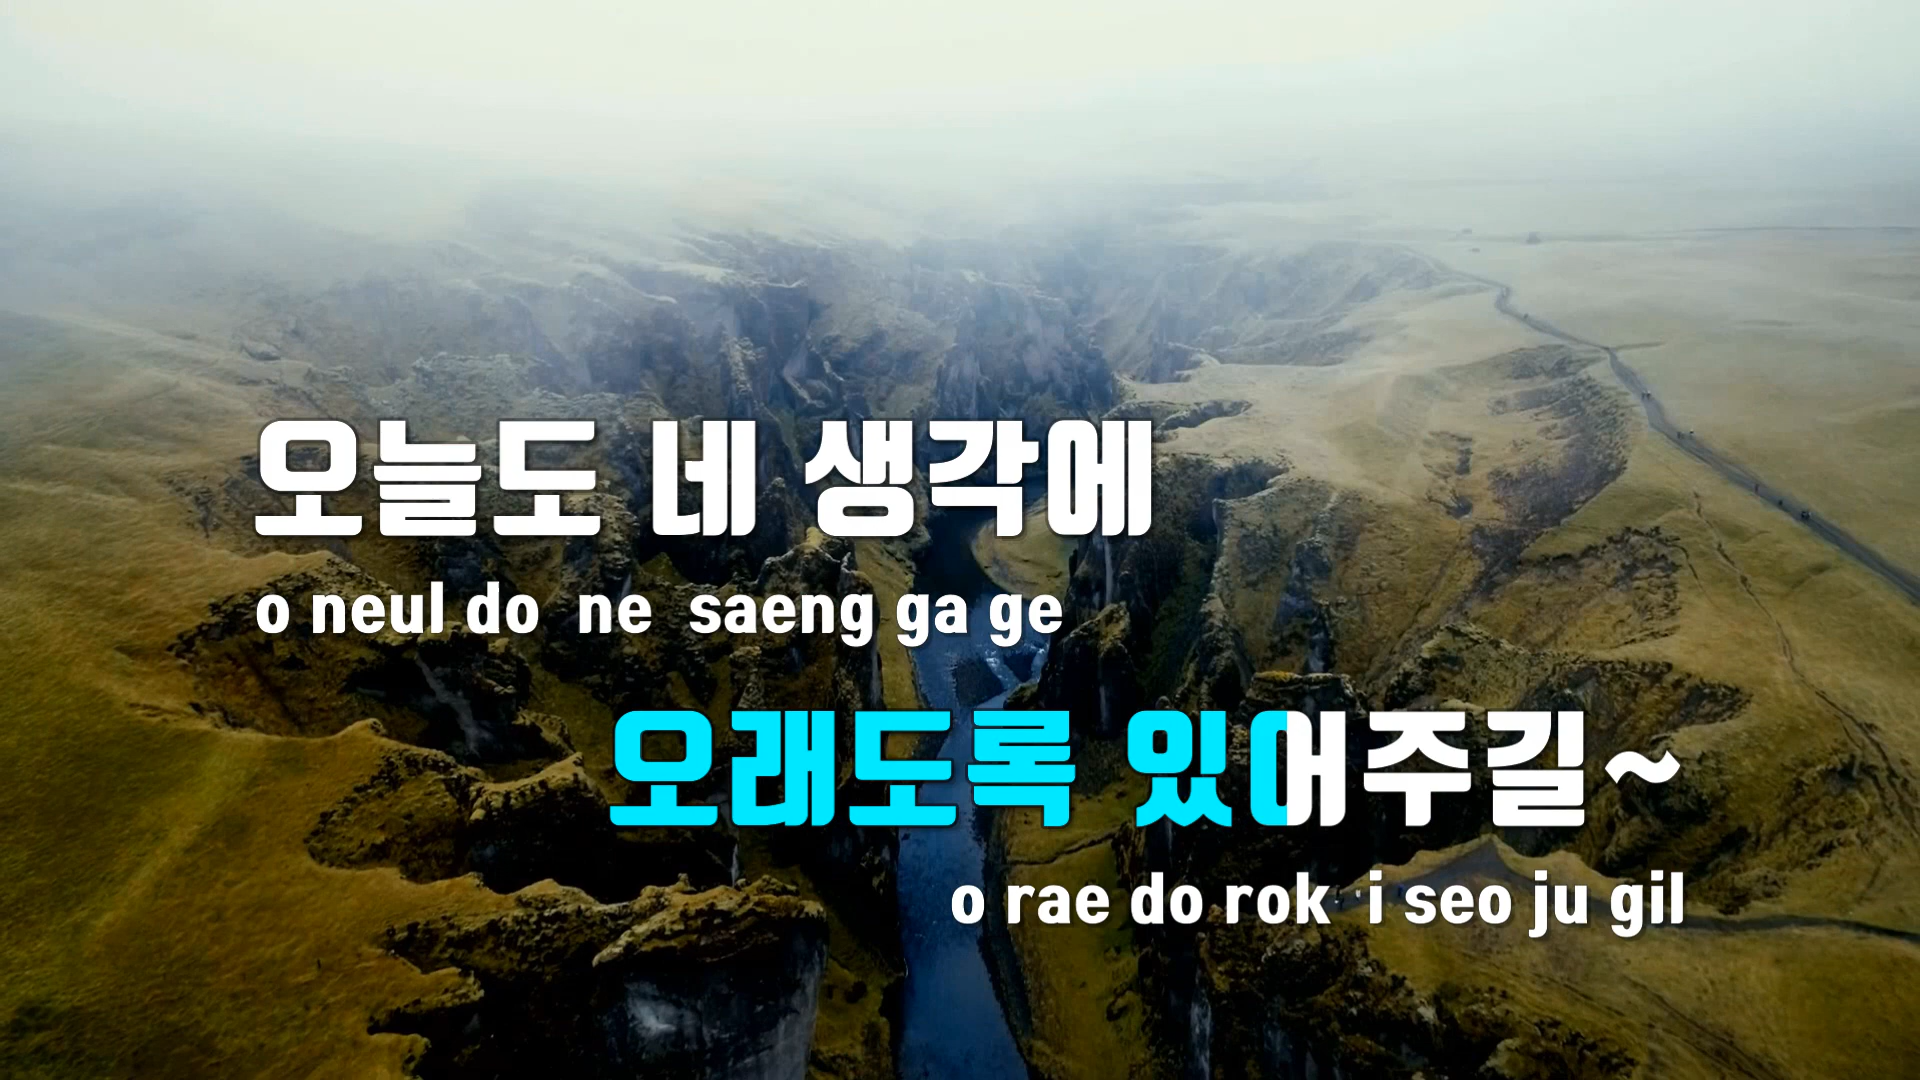 오늘도 네 생각에
o neul do ne saeng ga ge
오래도록 있어주길~
o rae do rok i seo ju gil